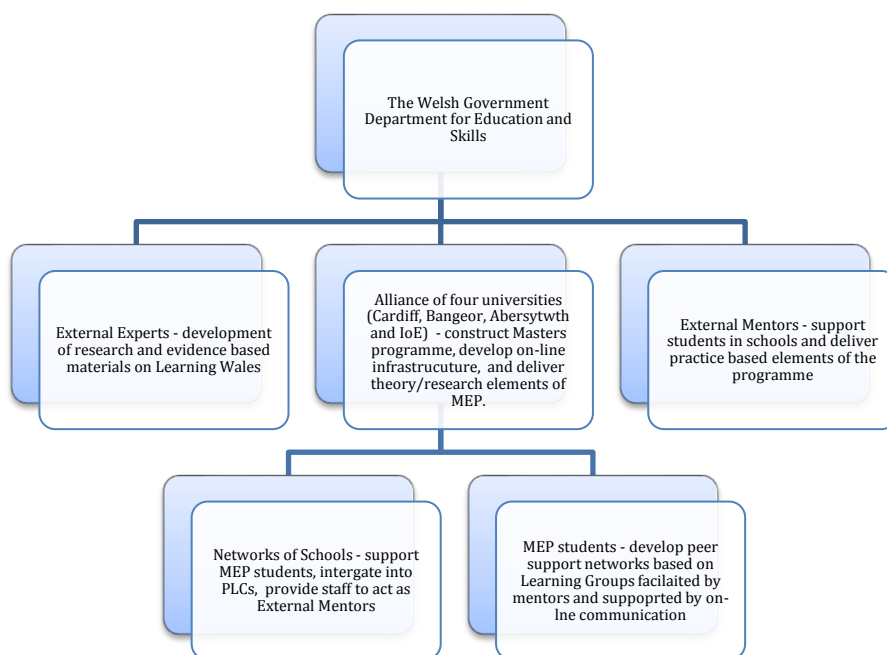 The Welsh Government
Department for Education and
Skills
External Experts - development
of research and evidence based
materials on Learning Wales
Alliance of four universities
(Cardiff, Bangeor, Abersytwth
and IoE)  - construct Masters
programme, develop on-line
infrastrucuture,  and deliver
theory/research elements of
MEP.
External Mentors - support
students in schools and deliver
practice based elements of the
programme
Networks of Schools - support
MEP students, intergate into
PLCs,  provide staff to act as
External Mentors
MEP students - develop peer
support networks based on
Learning Groups facilaited by
mentors and suppoprted by on-
lne communication